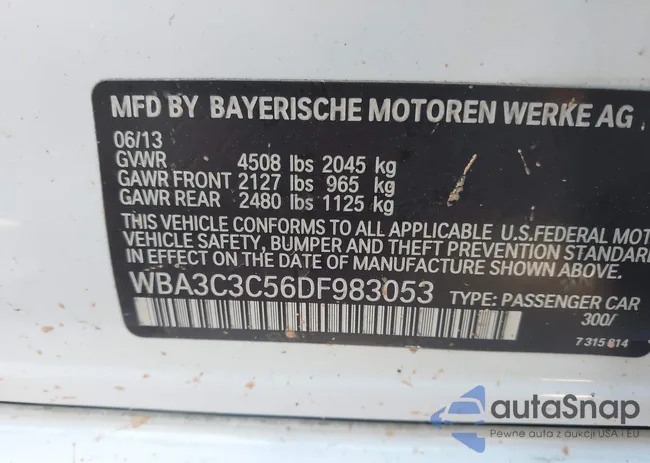 MFD BY BAYERISCHE MOTOREN WERKE AG
06/13
GVWR 4508 lbs 2045 kg
GAWR FRONT 2127 lbs 965 kg
GAWR REAR 2480 lbs 1125 kg
THIS VEHICLE CONFORMS TO ALL APPLICABLE U.S.FEDERAL MOT
VEHICLE SAFETY, BUMPER AND THEFT PREVENTION STANDAR
IN EFFECT ON THE DATE OF MANUFACTURE SHOWN ABOVE.
WBA3C3C56DF983053 TYPE: PASSENGER CAR
300/
7 315 814
autaSnap
Pewne auta z aukcji USA i EU